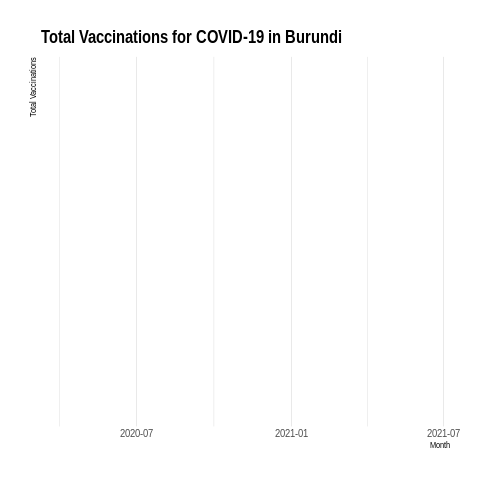 Total Vaccinations for COVID-19 in Burundi
Total Vaccinations
2020-07
2021-01
2021-07
Month